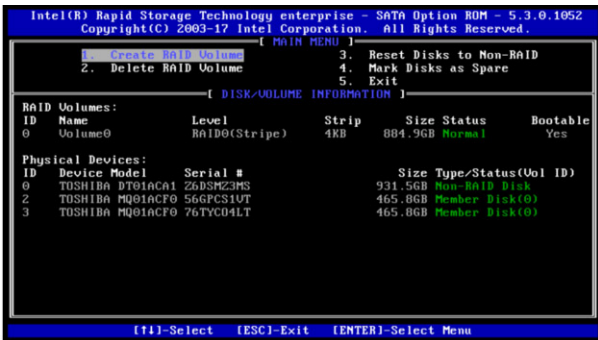 Intel(R) Rapid Storage Technology enterprise - SATA Option ROM - 5.3.0.1052
Copyright(C) 2003-17 Intel Corporation. All Rights Reserved.
[ MAIN MENU ]
1. Create RAID Volume 3. Reset Disks to Non-RAID
2. Delete RAID Volume 4. Mark Disks as Spare
5. Exit
[ DISK/VOLUME INFORMATION ]
RAID Volumes:
ID Name Level Strip Size Status Bootable
0 Volume0 RAID0(Stripe) 4KB 884.9GB Normal Yes
Physical Devices:
ID Device Model Serial # Size Type/Status(Vol ID)
0 TOSHIBA DT01ACA1 Z6DSMZ3MS 931.5GB Non-RAID Disk
2 TOSHIBA MQ01ACF0 56GPCS1VT 465.8GB Member Disk(0)
3 TOSHIBA MQ01ACF0 76TYCO4LT 465.8GB Member Disk(0)
[↑↓]-Select [ESC]-Exit [ENTER]-Select Menu